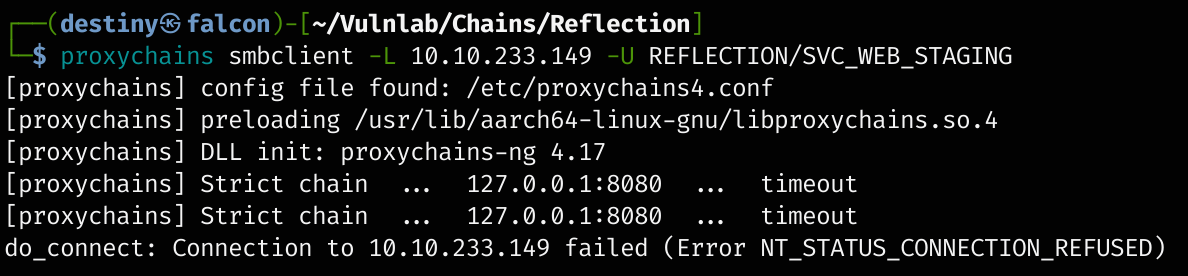 ┌──(destiny㉿falcon)-[~/Vulnlab/Chains/Reflection]
└─$ proxychains smbclient -L 10.10.233.149 -U REFLECTION/SVC_WEB_STAGING
[proxychains] config file found: /etc/proxychains4.conf
[proxychains] preloading /usr/lib/aarch64-linux-gnu/libproxychains.so.4
[proxychains] DLL init: proxychains-ng 4.17
[proxychains] Strict chain  ...  127.0.0.1:8080  ...  timeout
[proxychains] Strict chain  ...  127.0.0.1:8080  ...  timeout
do_connect: Connection to 10.10.233.149 failed (Error NT_STATUS_CONNECTION_REFUSED)